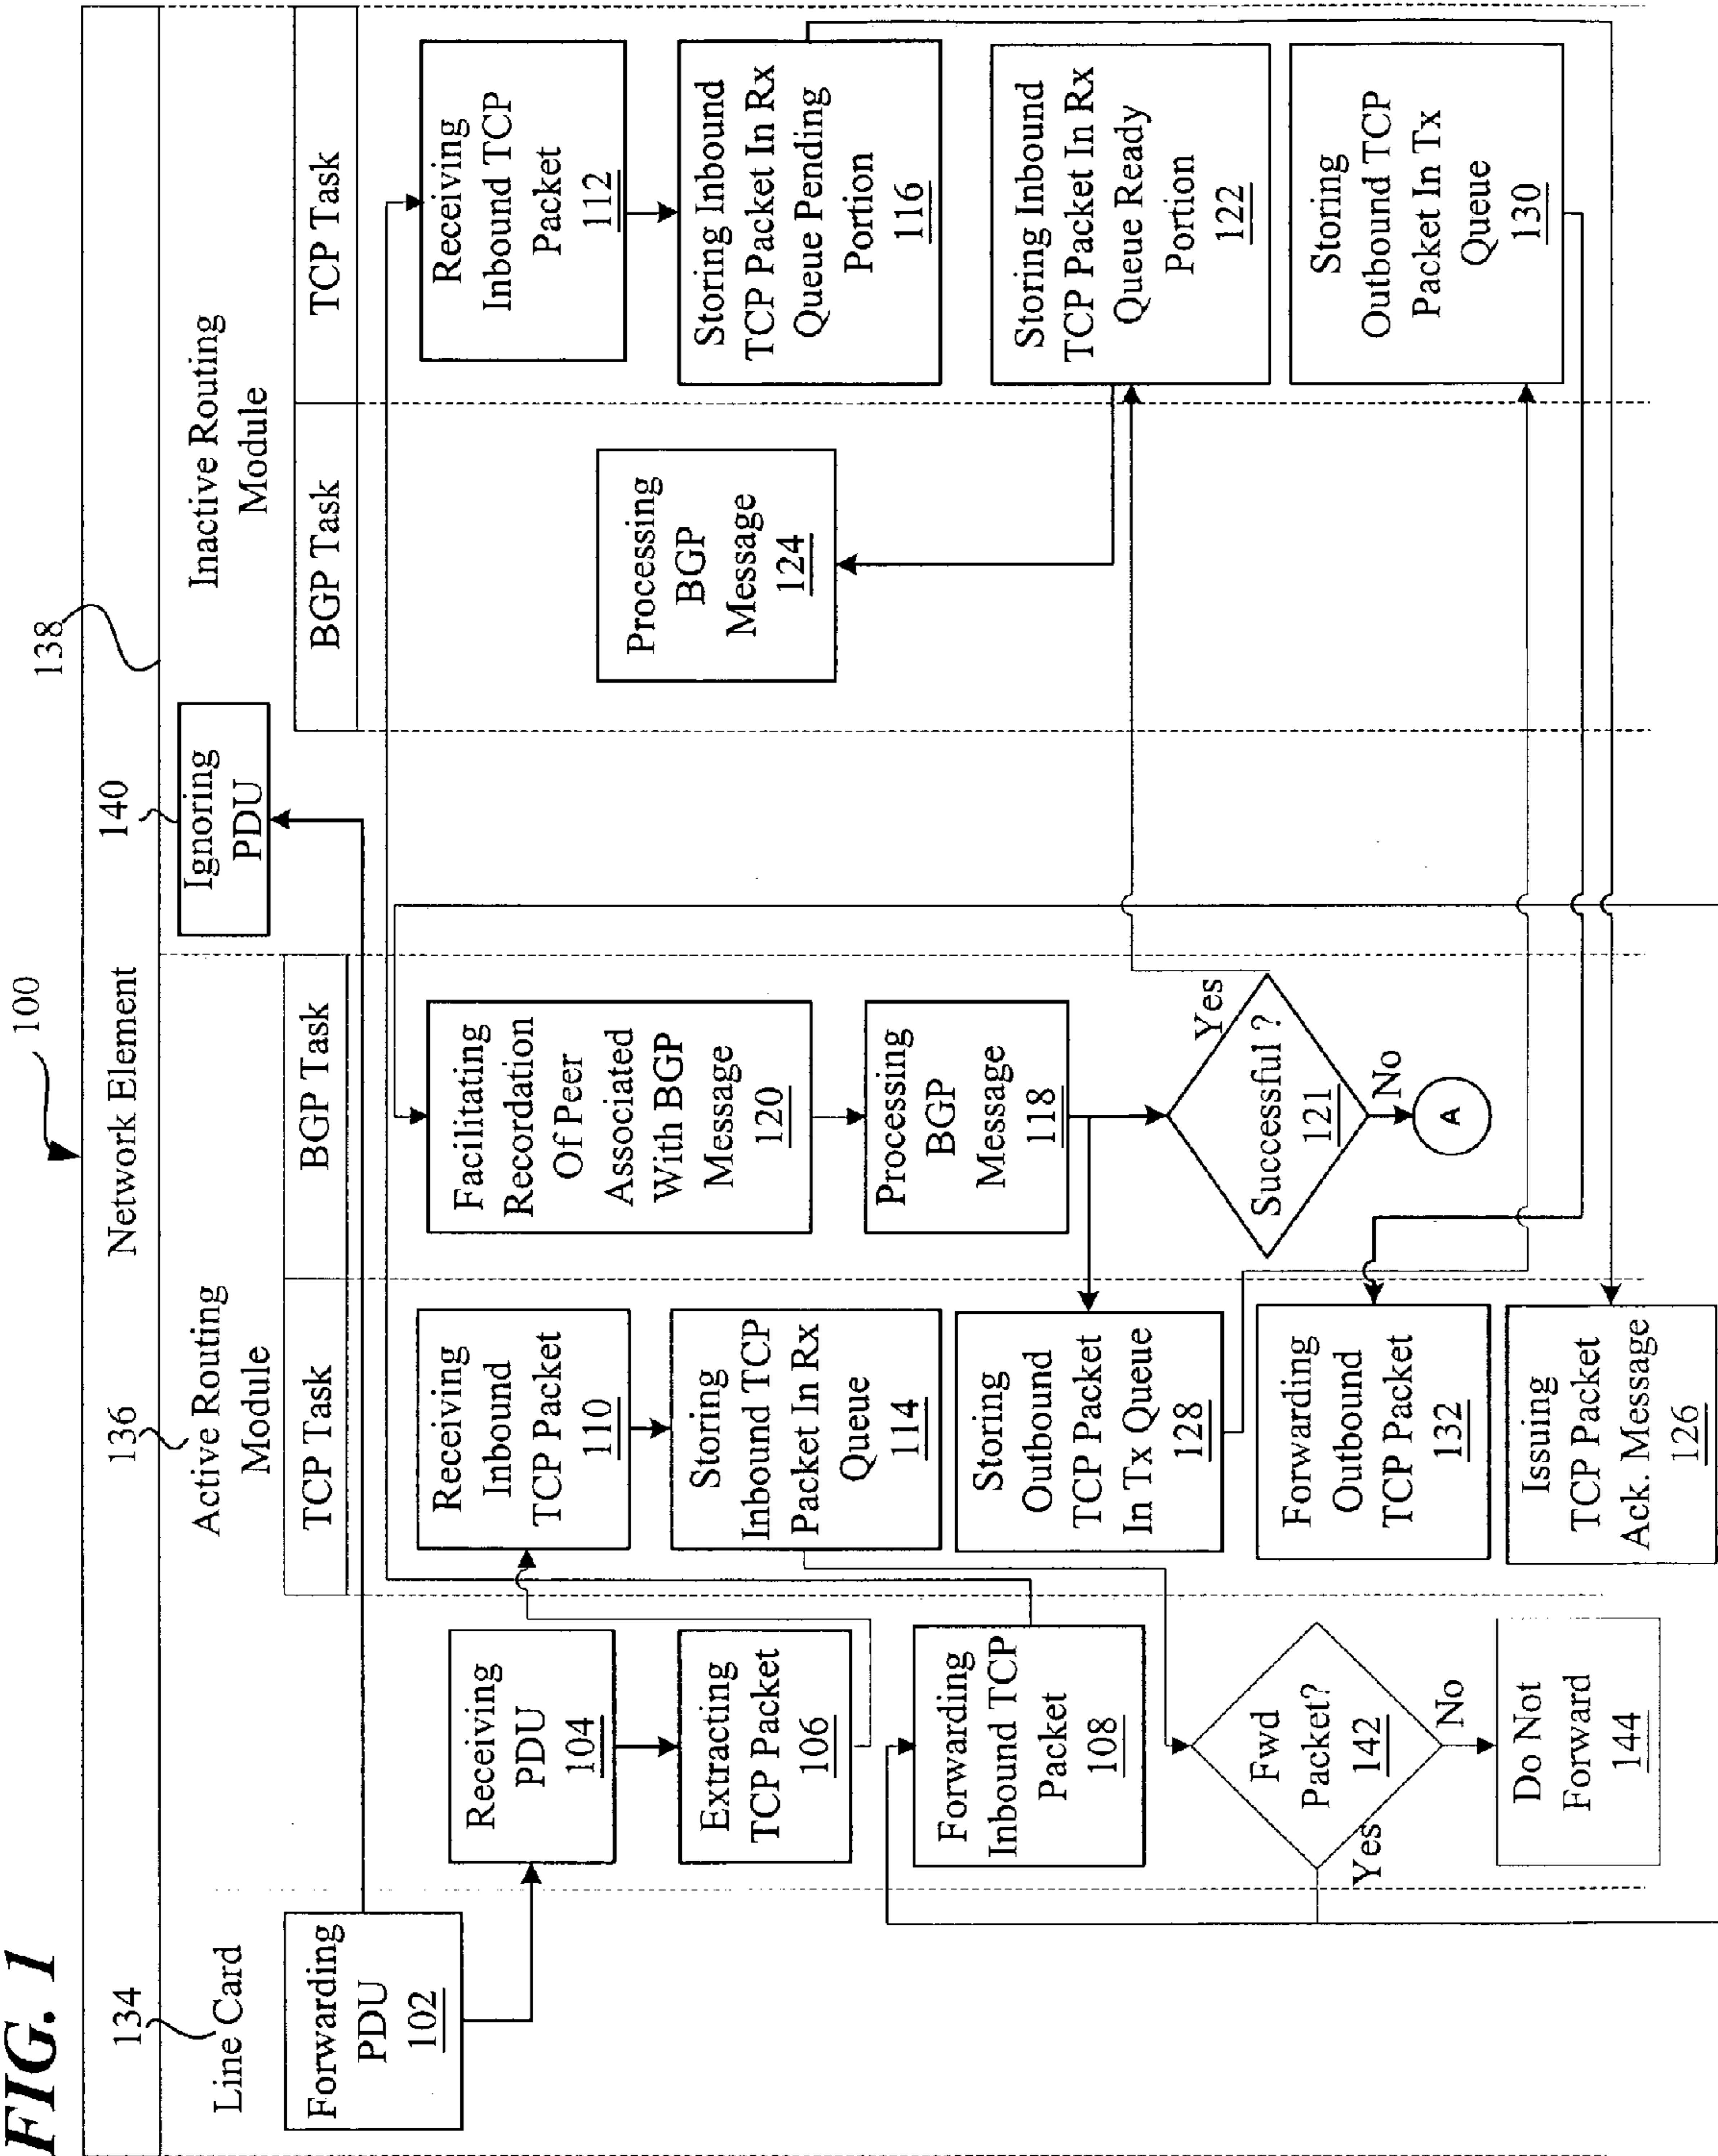 FIG. 1
100
Network Element
134
Line Card
136
Active Routing
Module
138
Inactive Routing
Module
140
Ignoring
PDU
TCP Task
BGP Task
BGP Task
TCP Task
Forwarding
PDU
102
Receiving
PDU
104
Extracting
TCP Packet
106
Forwarding
Inbound TCP
Packet
108
Fwd
Packet?
142
Yes
No
Do Not
Forward
144
Receiving
Inbound
TCP Packet
110
Storing
Inbound TCP
Packet In Rx
Queue
114
Storing
Outbound
TCP Packet
In Tx Queue
128
Forwarding
Outbound
TCP Packet
132
Issuing
TCP Packet
Ack. Message
126
Facilitating
Recordation
Of Peer
Associated
With BGP
Message
120
Processing
BGP
Message
118
Successful ?
121
Yes
No
A
Processing
BGP
Message
124
Receiving
Inbound TCP
Packet
112
Storing Inbound
TCP Packet In Rx
Queue Pending
Portion
116
Storing Inbound
TCP Packet In Rx
Queue Ready
Portion
122
Storing
Outbound TCP
Packet In Tx
Queue
130